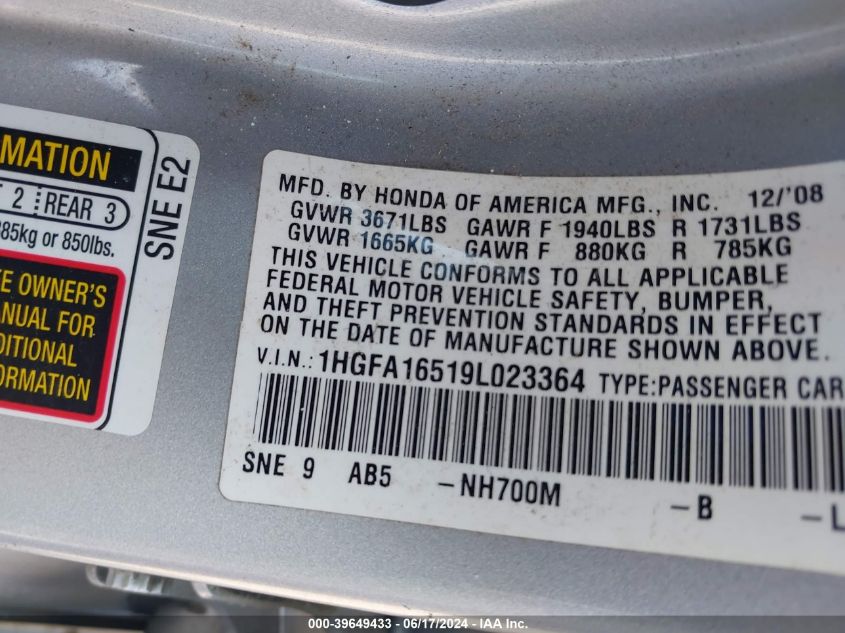 MATION
2 REAR 3
385kg or 850lbs.
E OWNER'S
ANUAL FOR
DITIONAL
FORMATION
SNE E2
MFD. BY HONDA OF AMERICA MFG., INC. 12/'08
GVWR 3671LBS GAWR F 1940LBS R 1731LBS
GVWR 1665KG GAWR F 880KG R 785KG
THIS VEHICLE CONFORMS TO ALL APPLICABLE
FEDERAL MOTOR VEHICLE SAFETY, BUMPER,
AND THEFT PREVENTION STANDARDS IN EFFECT
ON THE DATE OF MANUFACTURE SHOWN ABOVE.
V.I.N.: 1HGFA16519L023364 TYPE:PASSENGER CAR
SNE 9 AB5 -NH700M -B -L
000-39649433 - 06/17/2024 - IAA Inc.